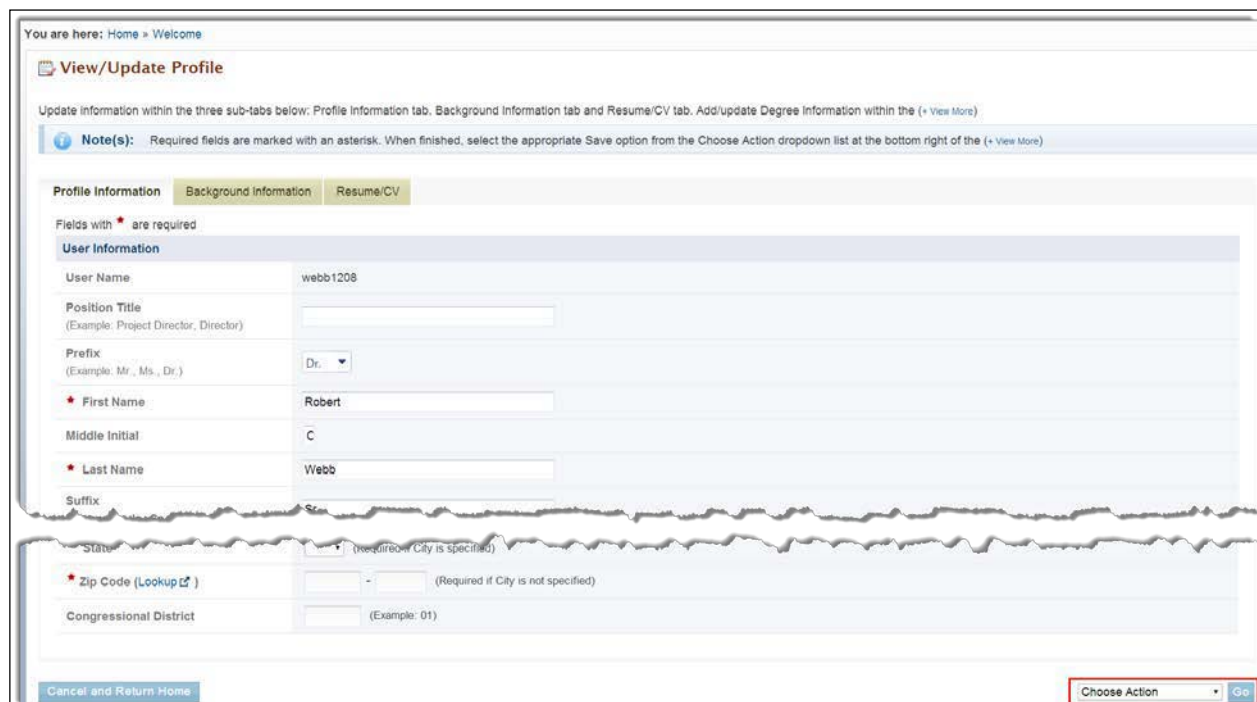 You are here: Home » Welcome
View/Update Profile
Update information within the three sub-tabs below: Profile Information tab, Background Information tab and Resume/CV tab. Add/update Degree Information within the (+ View More)
Note(s): Required fields are marked with an asterisk. When finished, select the appropriate Save option from the Choose Action dropdown list at the bottom right of the (+ View More)
Profile Information Background Information Resume/CV
Fields with * are required
User Information
User Name webb1208
Position Title
(Example: Project Director, Director)
Prefix Dr.
(Example: Mr., Ms., Dr.)
* First Name Robert
Middle Initial C
* Last Name Webb
Suffix
State (Required if City is specified)
* Zip Code (Lookup) - (Required if City is not specified)
Congressional District (Example: 01)
Cancel and Return Home Choose Action Go